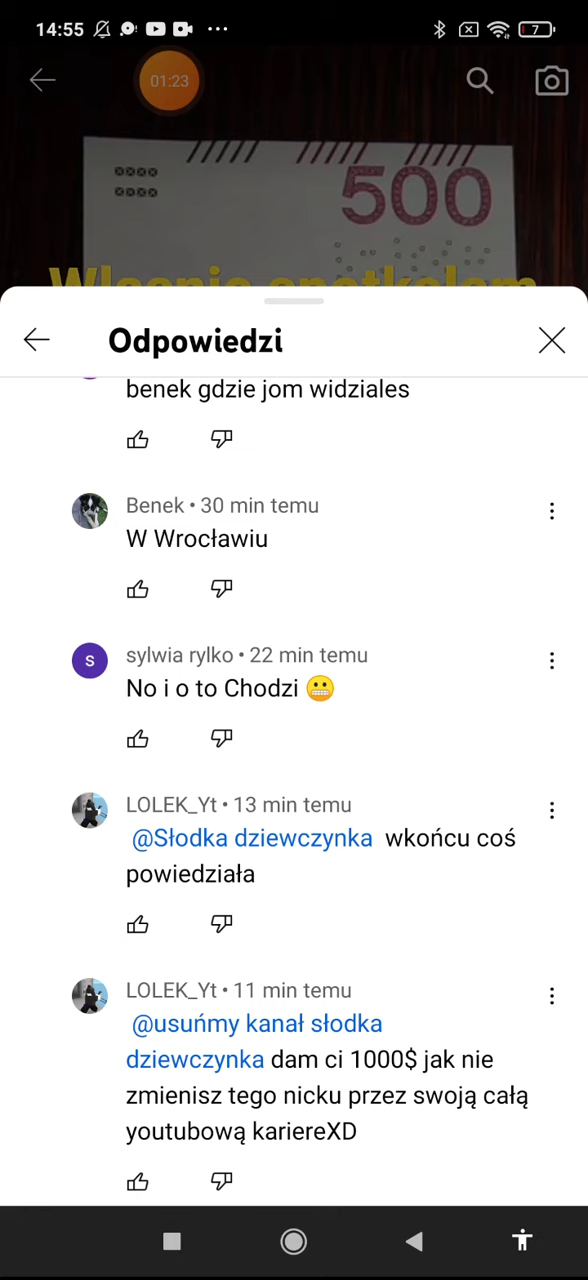 14:55
7
01:23
500
Odpowiedzi
benek gdzie jom widziales
Benek • 30 min temu
W Wrocławiu
S
sylwia rylko • 22 min temu
No i o to Chodzi 😬
LOLEK_Yt • 13 min temu
@Słodka dziewczynka wkońcu coś
powiedziała
LOLEK_Yt • 11 min temu
@usuńmy kanał słodka
dziewczynka dam ci 1000$ jak nie
zmienisz tego nicku przez swoją całą
youtubową kariereXD